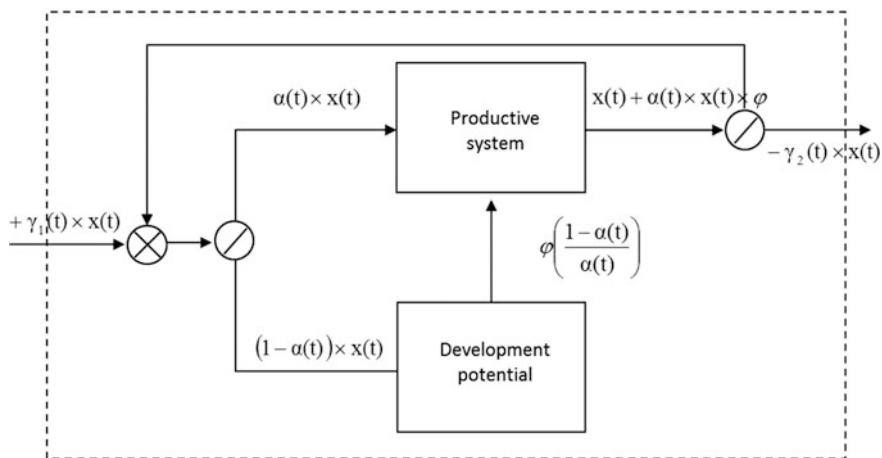 α(t) × x(t)
x(t) + α(t) × x(t) × φ
Productive
system
− γ₂(t) × x(t)
+ γ₁(t) × x(t)
φ((1 − α(t))/α(t))
(1 − α(t)) × x(t)
Development
potential